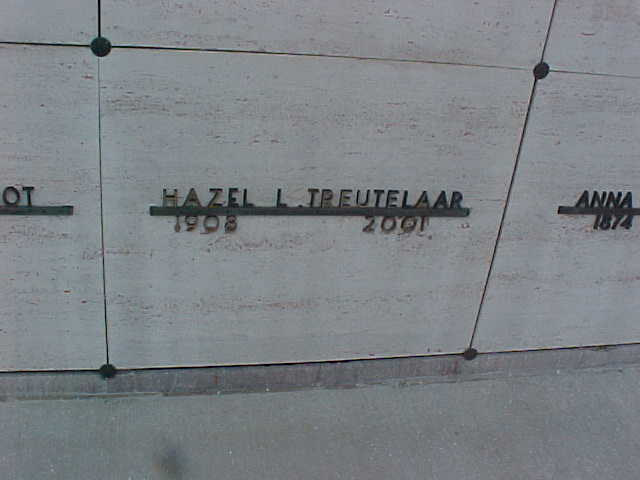 OT
HAZEL L. TREUTELAAR
1908 2001
ANNA
1874